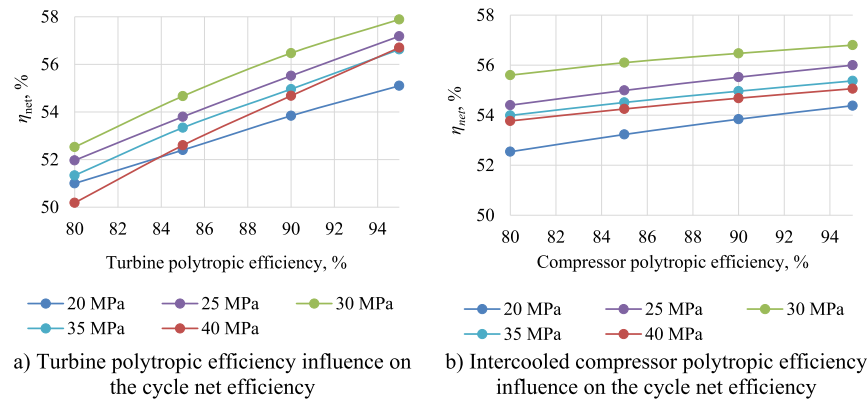 58
56
54
52
50
ηnet, %
80 82 84 86 88 90 92 94
Turbine polytropic efficiency, %
20 MPa 25 MPa 30 MPa
35 MPa 40 MPa
a) Turbine polytropic efficiency influence on
the cycle net efficiency
58
56
54
52
50
ηnet, %
80 82 84 86 88 90 92 94
Compressor polytropic efficiency, %
20 MPa 25 MPa 30 MPa
35 MPa 40 MPa
b) Intercooled compressor polytropic efficiency
influence on the cycle net efficiency